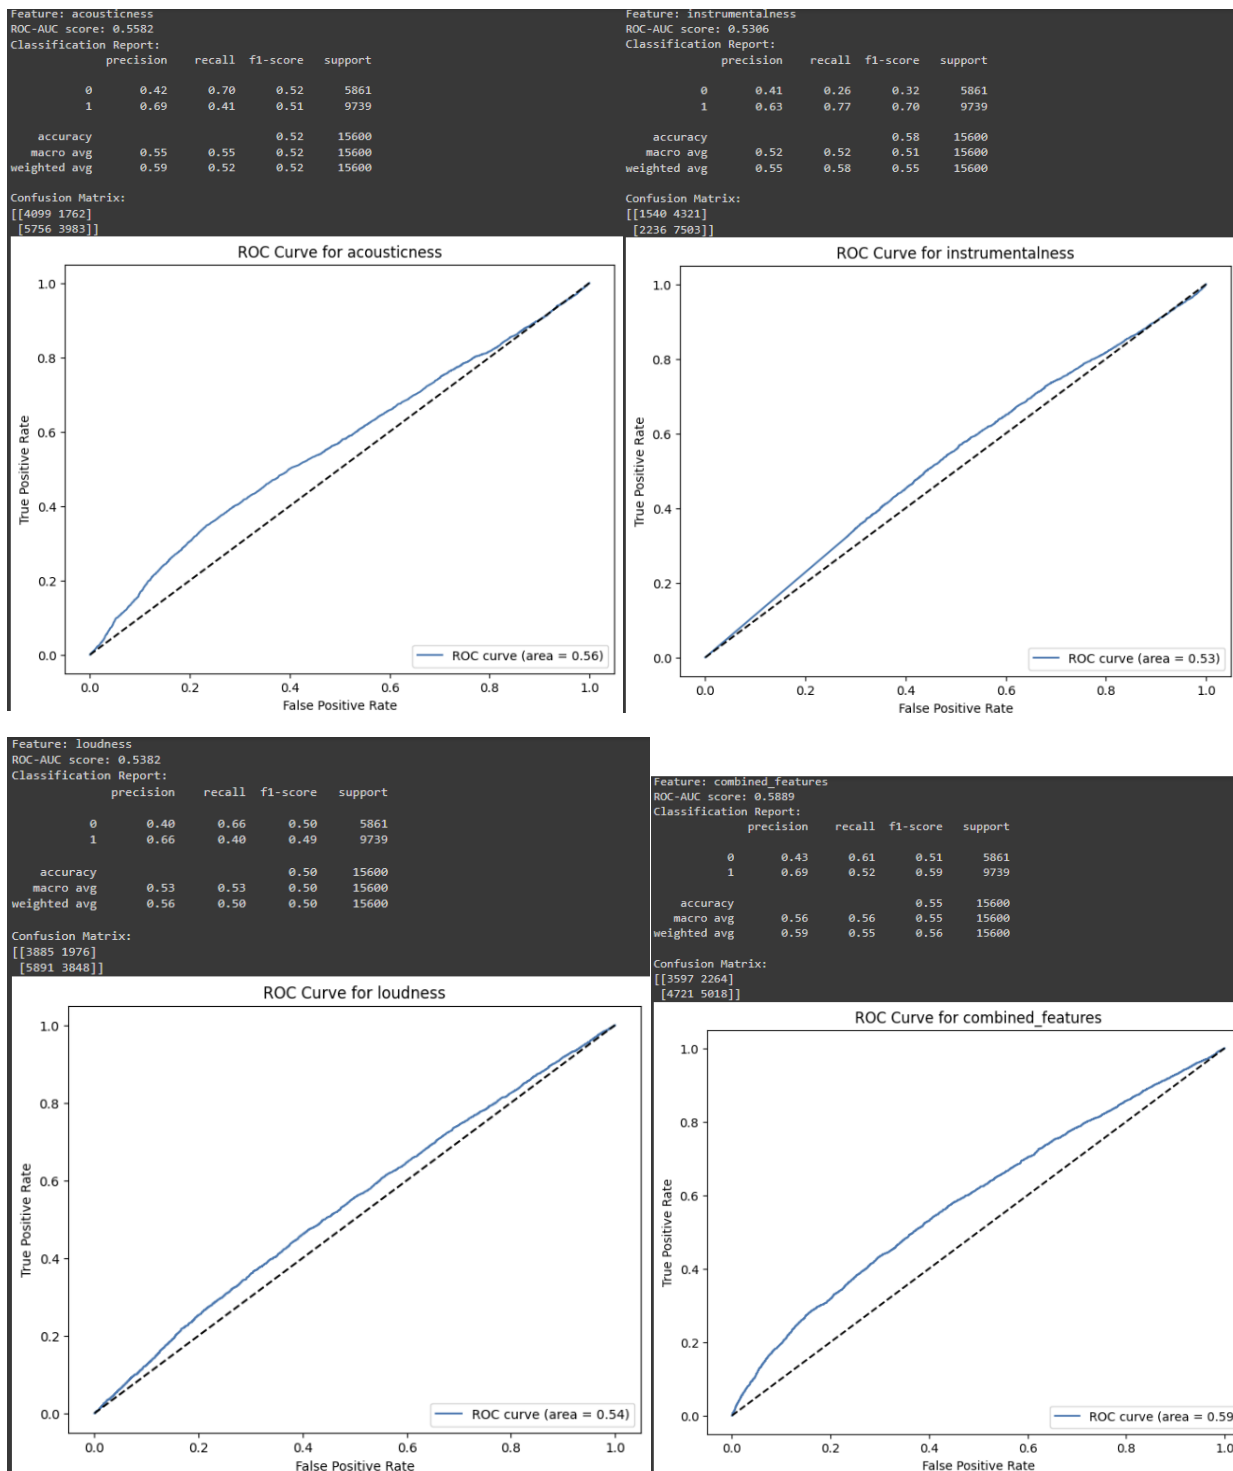 Feature: acousticness
ROC-AUC score: 0.5582
Classification Report:
precision recall f1-score support
0 0.42 0.70 0.52 5861
1 0.69 0.41 0.51 9739
accuracy 0.52 15600
macro avg 0.55 0.55 0.52 15600
weighted avg 0.59 0.52 0.52 15600
Confusion Matrix:
[[4099 1762]
[5756 3983]]
ROC Curve for acousticness
1.0
0.8
0.6
0.4
0.2
0.0
True Positive Rate
ROC curve (area = 0.56)
0.0 0.2 0.4 0.6 0.8 1.0
False Positive Rate
Feature: instrumentalness
ROC-AUC score: 0.5306
Classification Report:
precision recall f1-score support
0 0.41 0.26 0.32 5861
1 0.63 0.77 0.70 9739
accuracy 0.58 15600
macro avg 0.52 0.52 0.51 15600
weighted avg 0.55 0.58 0.55 15600
Confusion Matrix:
[[1540 4321]
[2236 7503]]
ROC Curve for instrumentalness
1.0
0.8
0.6
0.4
0.2
0.0
True Positive Rate
ROC curve (area = 0.53)
0.0 0.2 0.4 0.6 0.8 1.0
False Positive Rate
Feature: loudness
ROC-AUC score: 0.5382
Classification Report:
precision recall f1-score support
0 0.40 0.66 0.50 5861
1 0.66 0.40 0.49 9739
accuracy 0.50 15600
macro avg 0.53 0.53 0.50 15600
weighted avg 0.56 0.50 0.50 15600
Confusion Matrix:
[[3885 1976]
[5891 3848]]
ROC Curve for loudness
1.0
0.8
0.6
0.4
0.2
0.0
True Positive Rate
ROC curve (area = 0.54)
0.0 0.2 0.4 0.6 0.8 1.0
False Positive Rate
Feature: combined_features
ROC-AUC score: 0.5889
Classification Report:
precision recall f1-score support
0 0.43 0.61 0.51 5861
1 0.69 0.52 0.59 9739
accuracy 0.55 15600
macro avg 0.56 0.56 0.55 15600
weighted avg 0.59 0.55 0.56 15600
Confusion Matrix:
[[3597 2264]
[4721 5018]]
ROC Curve for combined_features
1.0
0.8
0.6
0.4
0.2
0.0
True Positive Rate
ROC curve (area = 0.59
0.0 0.2 0.4 0.6 0.8 1.0
False Positive Rate